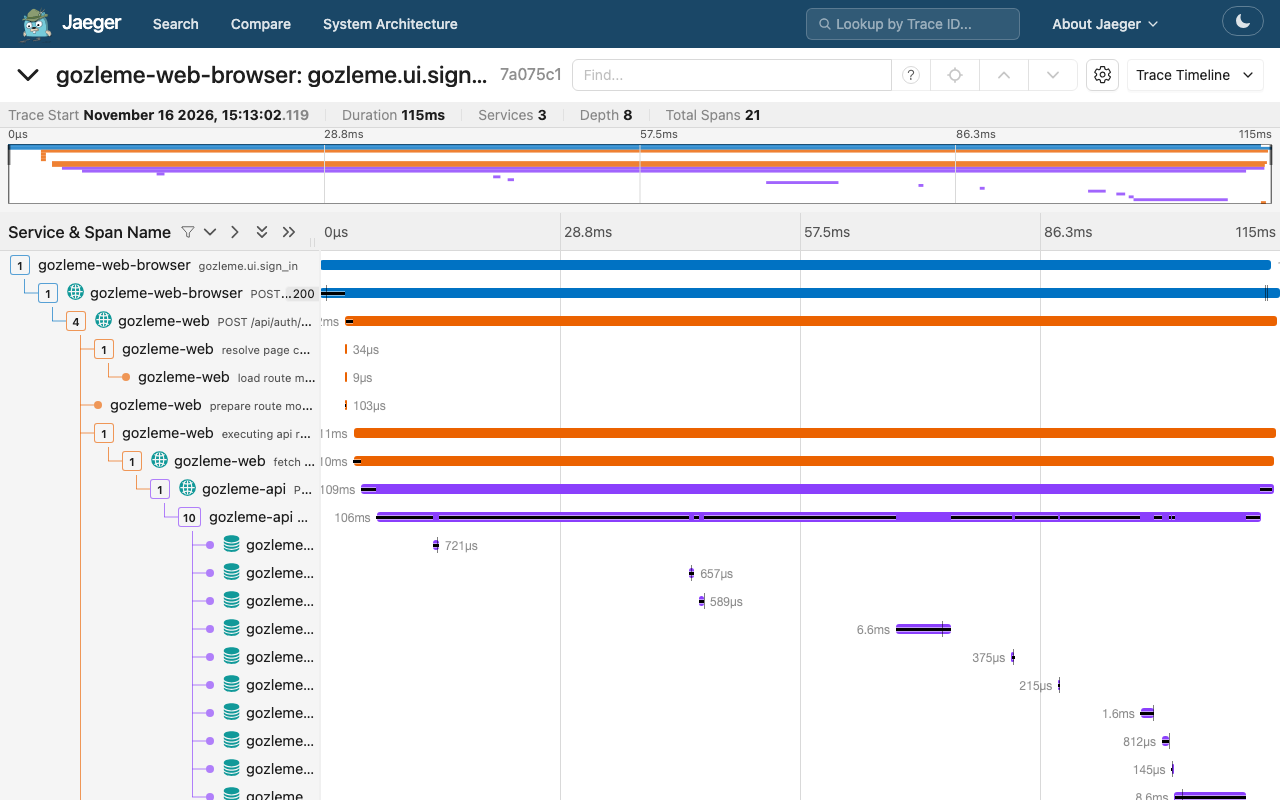 Jaeger Search Compare System Architecture Lookup by Trace ID... About Jaeger
gozleme-web-browser: gozleme.ui.sign... 7a075c1 Find... ? Trace Timeline
Trace Start November 16 2026, 15:13:02.119 Duration 115ms Services 3 Depth 8 Total Spans 21
0μs 28.8ms 57.5ms 86.3ms 115ms
Service & Span Name 0μs 28.8ms 57.5ms 86.3ms 115ms
1 gozleme-web-browser gozleme.ui.sign_in
1 gozleme-web-browser POST...200
4 gozleme-web POST /api/auth/...
1 gozleme-web resolve page c... 34μs
gozleme-web load route m... 9μs
gozleme-web prepare route mo... 103μs
1 gozleme-web executing api r... 11ms
1 gozleme-web fetch ... 10ms
1 gozleme-api P... 109ms
10 gozleme-api ... 106ms
gozleme... 721μs
gozleme... 657μs
gozleme... 589μs
gozleme... 6.6ms
gozleme... 375μs
gozleme... 215μs
gozleme... 1.6ms
gozleme... 812μs
gozleme... 145μs
gozleme... 8.6ms